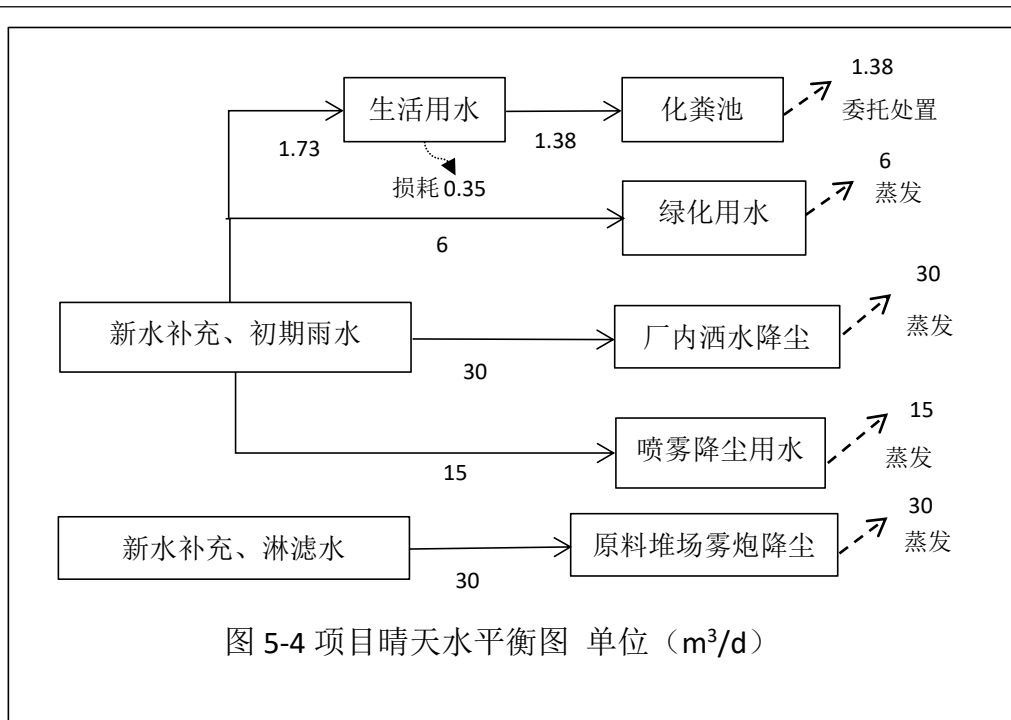 1.38
生活用水
化粪池
委托处置
1.73
1.38
损耗 0.35
6
绿化用水
蒸发
6
30
新水补充、初期雨水
厂内洒水降尘
蒸发
30
15
喷雾降尘用水
蒸发
15
30
新水补充、淋滤水
原料堆场雾炮降尘
蒸发
30
图 5-4 项目晴天水平衡图 单位（m³/d）